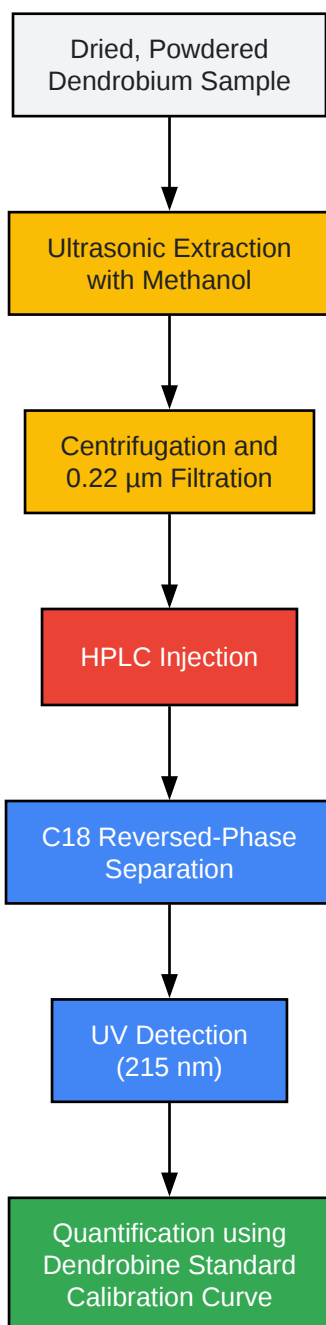 Dried, Powdered
Dendrobium Sample
Ultrasonic Extraction
with Methanol
Centrifugation and
0.22 µm Filtration
HPLC Injection
C18 Reversed-Phase
Separation
UV Detection
(215 nm)
Quantification using
Dendrobine Standard
Calibration Curve